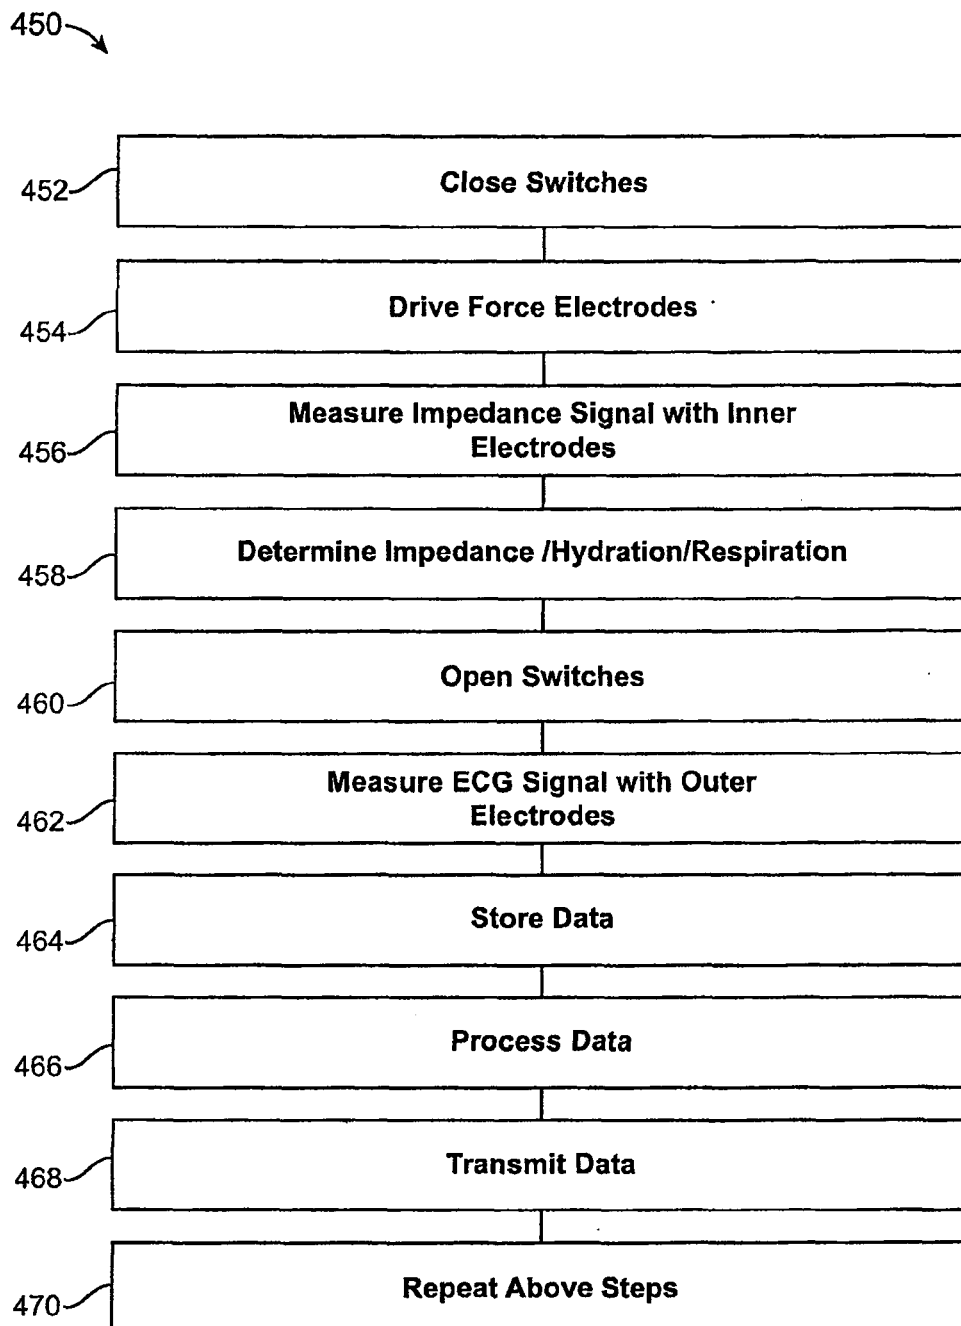 450
452
Close Switches
454
Drive Force Electrodes
456
Measure Impedance Signal with Inner
Electrodes
458
Determine Impedance /Hydration/Respiration
460
Open Switches
462
Measure ECG Signal with Outer
Electrodes
464
Store Data
466
Process Data
468
Transmit Data
470
Repeat Above Steps